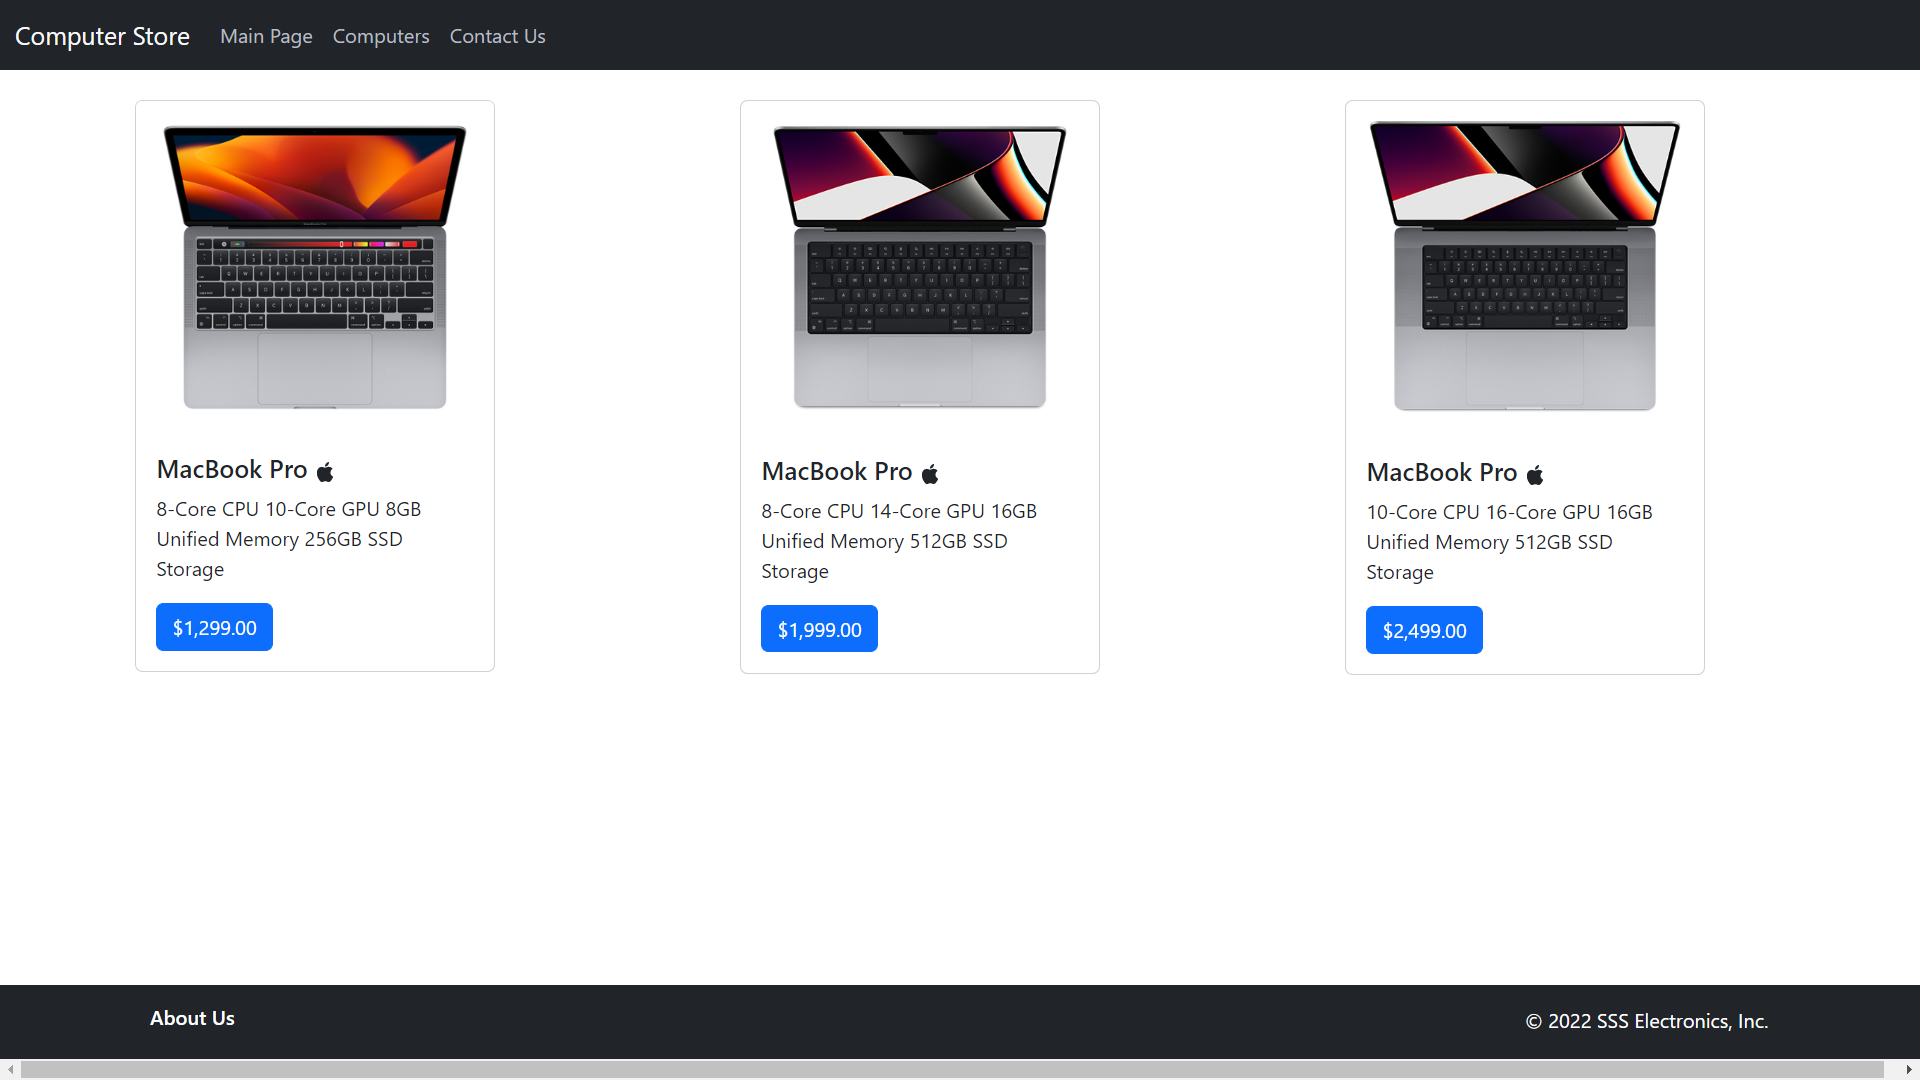 Computer Store Main Page Computers Contact Us
MacBook Pro
8-Core CPU 10-Core GPU 8GB
Unified Memory 256GB SSD
Storage
$1,299.00
MacBook Pro
8-Core CPU 14-Core GPU 16GB
Unified Memory 512GB SSD
Storage
$1,999.00
MacBook Pro
10-Core CPU 16-Core GPU 16GB
Unified Memory 512GB SSD
Storage
$2,499.00
About Us
© 2022 SSS Electronics, Inc.